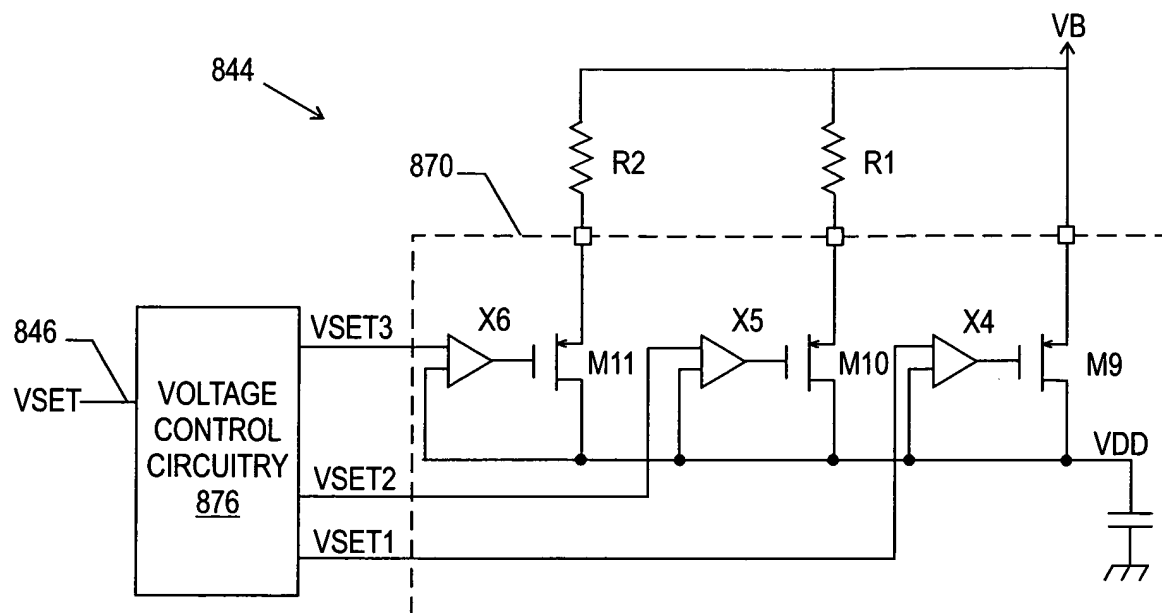 VB
844
R2
R1
870
X6
X5
X4
846
VSET3
M11
M10
M9
VSET
VOLTAGE
CONTROL
CIRCUITRY
876
VDD
VSET2
VSET1